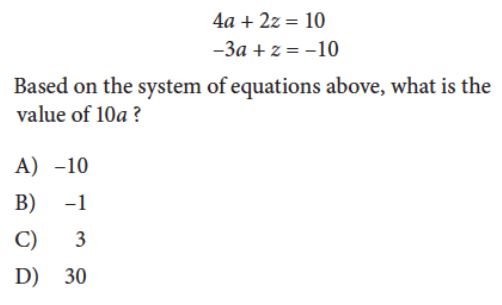 4a + 2z = 10
–3a + z = –10
Based on the system of equations above, what is the
value of 10a ?
A) –10
B) –1
C) 3
D) 30